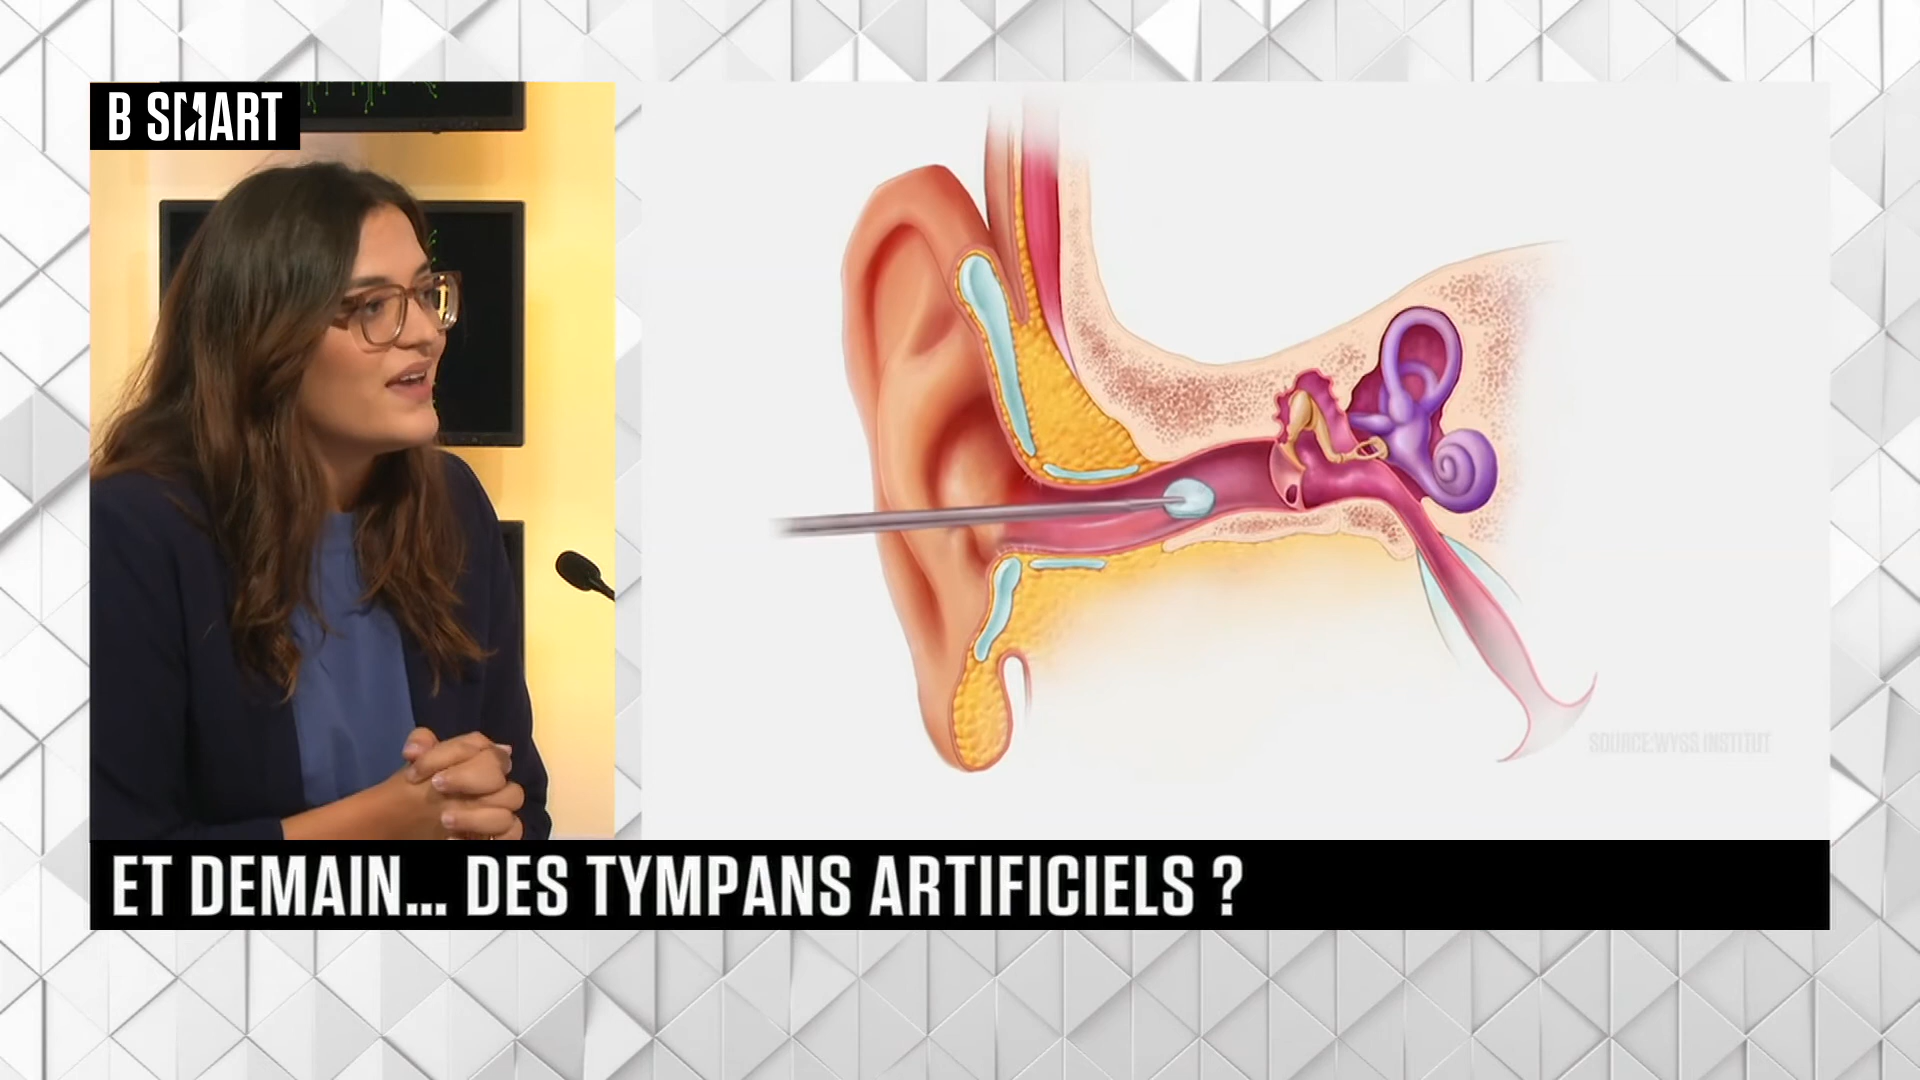 B SMART
SOURCE:WYSS INSTITUT
ET DEMAIN... DES TYMPANS ARTIFICIELS ?